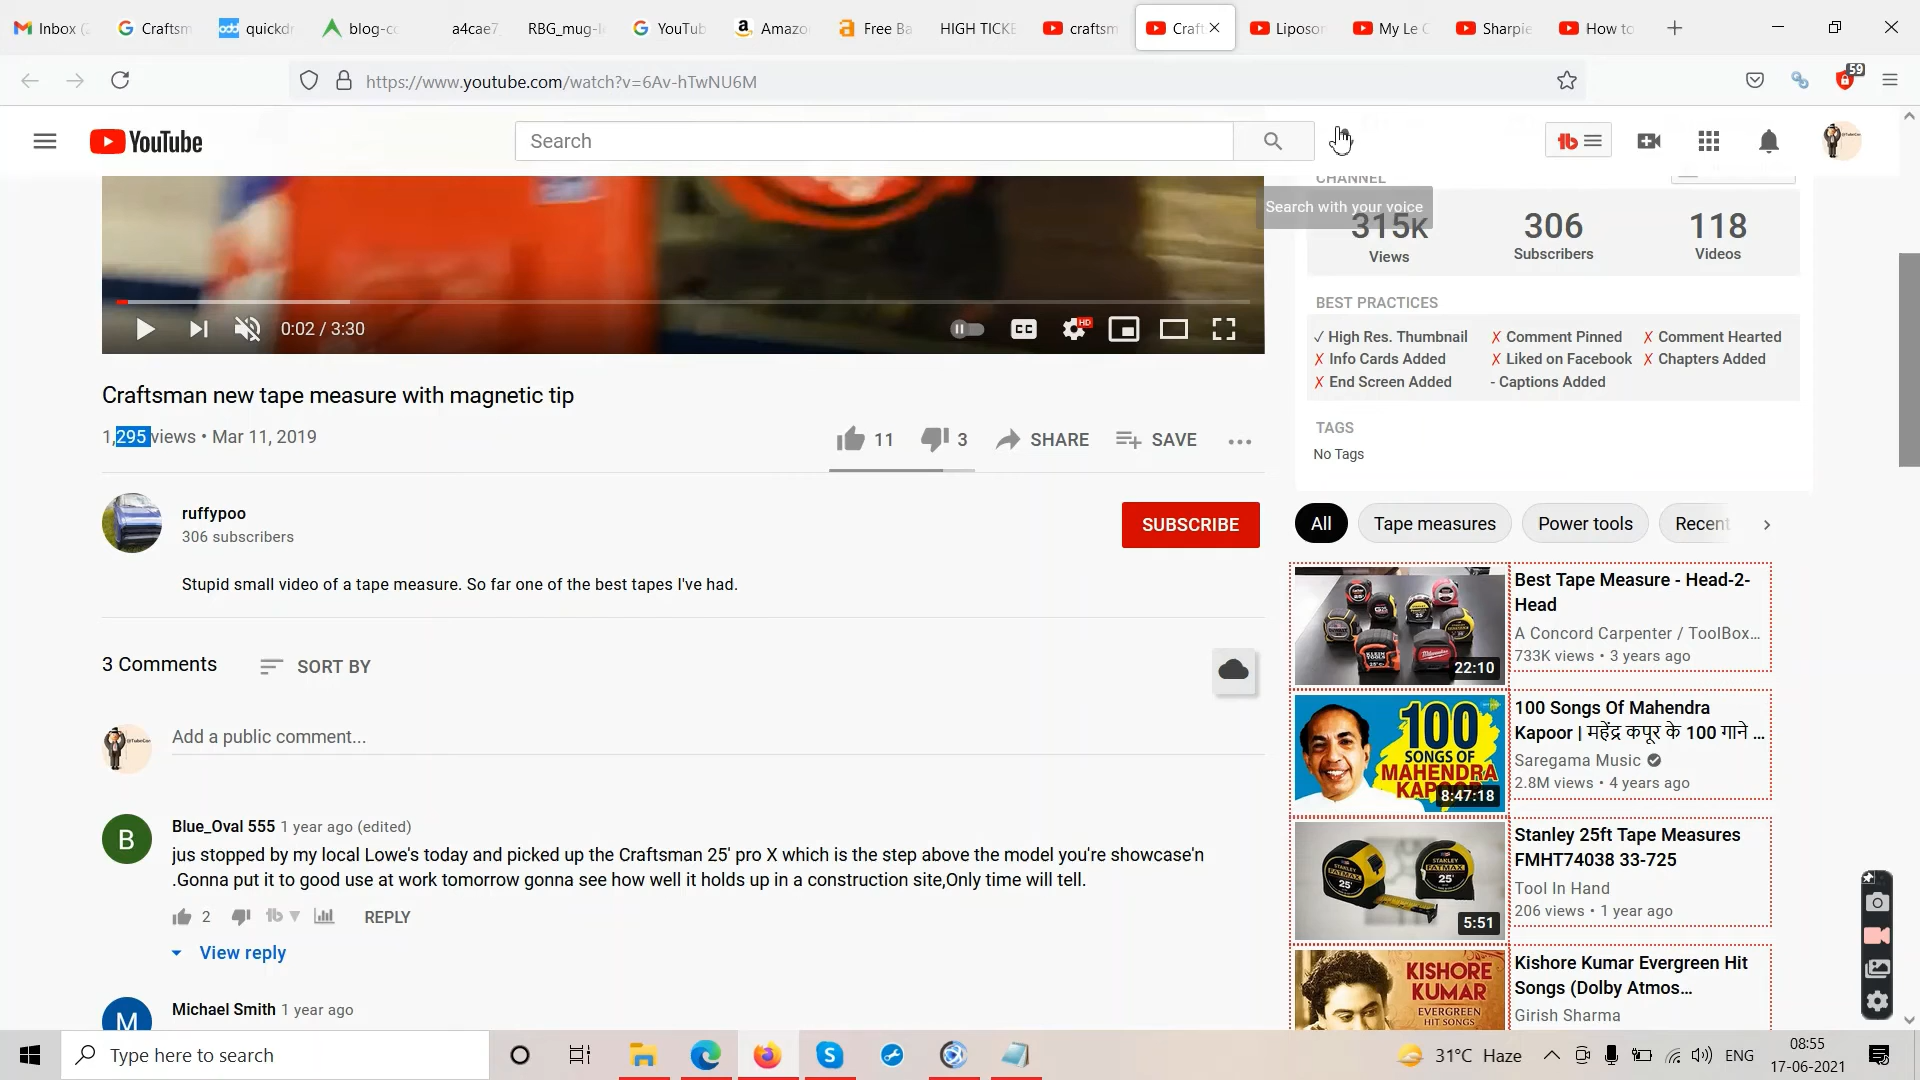 Inbox (
Craftsm
quickdr
blog-co
a4cae7
RBG_mug-l
YouTub
Amazo
Free Ba
HIGH TICKE
craftsm
Craf
Liposor
My Le C
Sharpie
How to
https://www.youtube.com/watch?v=6Av-hTwNU6M
59
YouTube
Search
Search with your voice
CHANNEL
315K
306
118
Views
Subscribers
Videos
BEST PRACTICES
✓ High Res. Thumbnail
✗ Comment Pinned
✗ Comment Hearted
✗ Info Cards Added
✗ Liked on Facebook
✗ Chapters Added
✗ End Screen Added
- Captions Added
TAGS
No Tags
0:02 / 3:30
CC
HD
Craftsman new tape measure with magnetic tip
1,295 views • Mar 11, 2019
11
3
SHARE
SAVE
ruffypoo
306 subscribers
SUBSCRIBE
Stupid small video of a tape measure. So far one of the best tapes I've had.
3 Comments
SORT BY
Add a public comment...
B
Blue_Oval 555 1 year ago (edited)
jus stopped by my local Lowe's today and picked up the Craftsman 25' pro X which is the step above the model you're showcase'n
.Gonna put it to good use at work tomorrow gonna see how well it holds up in a construction site,Only time will tell.
2
REPLY
View reply
M
Michael Smith 1 year ago
All
Tape measures
Power tools
Recent
Best Tape Measure - Head-2-
Head
A Concord Carpenter / ToolBox...
733K views • 3 years ago
22:10
100 Songs Of Mahendra
Kapoor | महेंद्र कपूर के 100 गाने ...
Saregama Music
2.8M views • 4 years ago
100
SONGS OF
MAHENDRA
KAPOOR
8:47:18
Stanley 25ft Tape Measures
FMHT74038 33-725
Tool In Hand
206 views • 1 year ago
5:51
Kishore Kumar Evergreen Hit
Songs (Dolby Atmos...
Girish Sharma
KISHORE
KUMAR
EVERGREEN
HIT SONGS
Type here to search
31°C Haze
ENG
08:55
17-06-2021